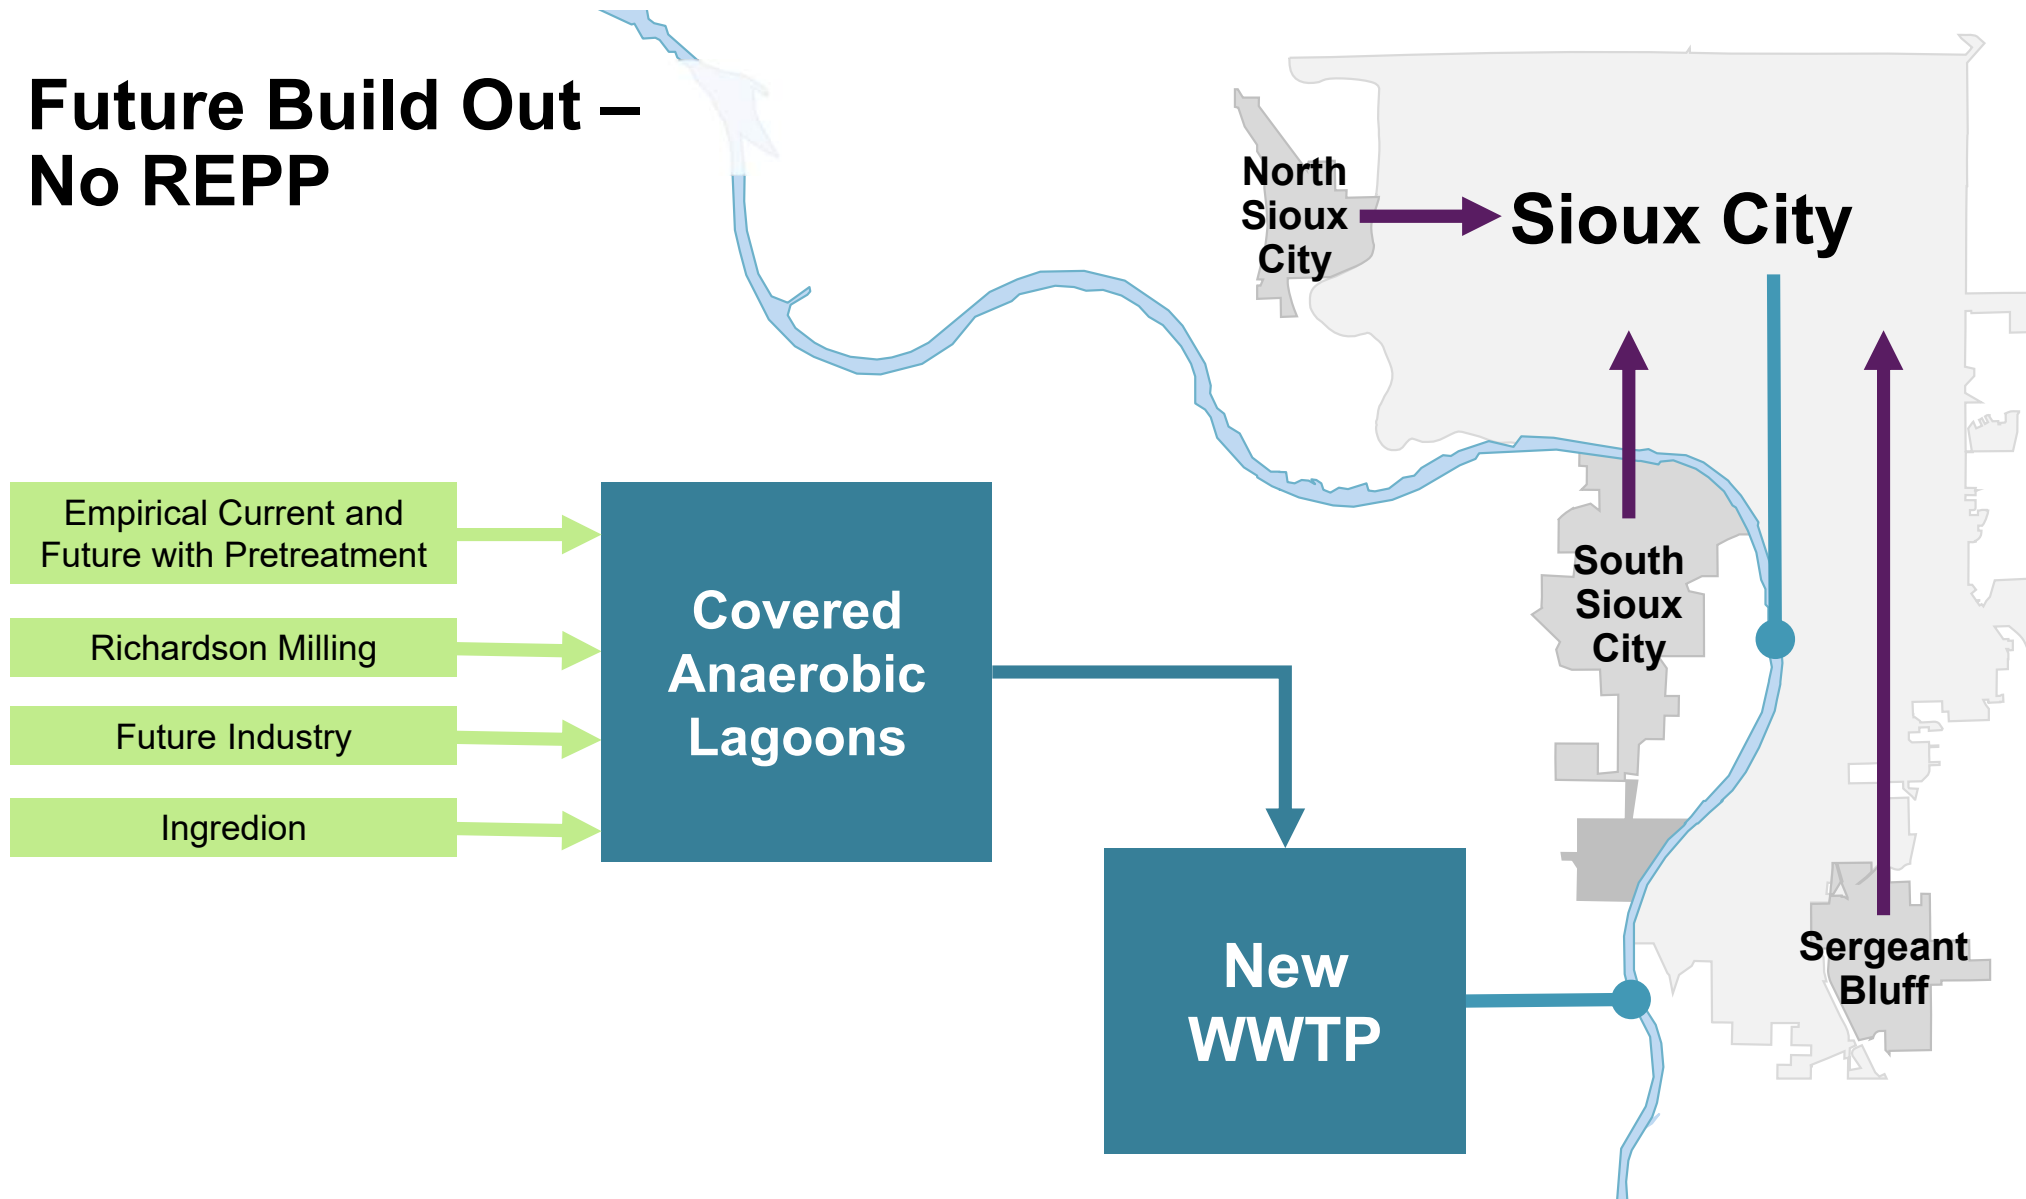 Future Build Out –
No REPP
North
Sioux
City
Sioux City
Empirical Current and
Future with Pretreatment
Richardson Milling
Future Industry
Ingredion
Covered
Anaerobic
Lagoons
South
Sioux
City
New
WWTP
Sergeant
Bluff